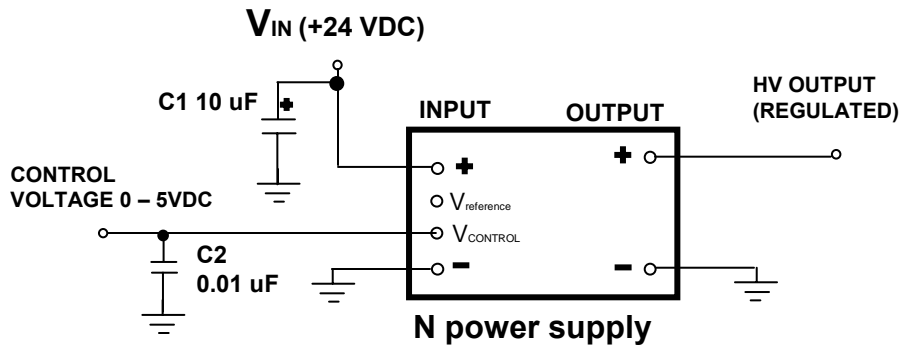 VIN (+24 VDC)
C1 10 uF
+
INPUT
OUTPUT
HV OUTPUT
(REGULATED)
+
+
CONTROL
VOLTAGE 0 – 5VDC
Vreference
VCONTROL
C2
0.01 uF
-
-
N power supply